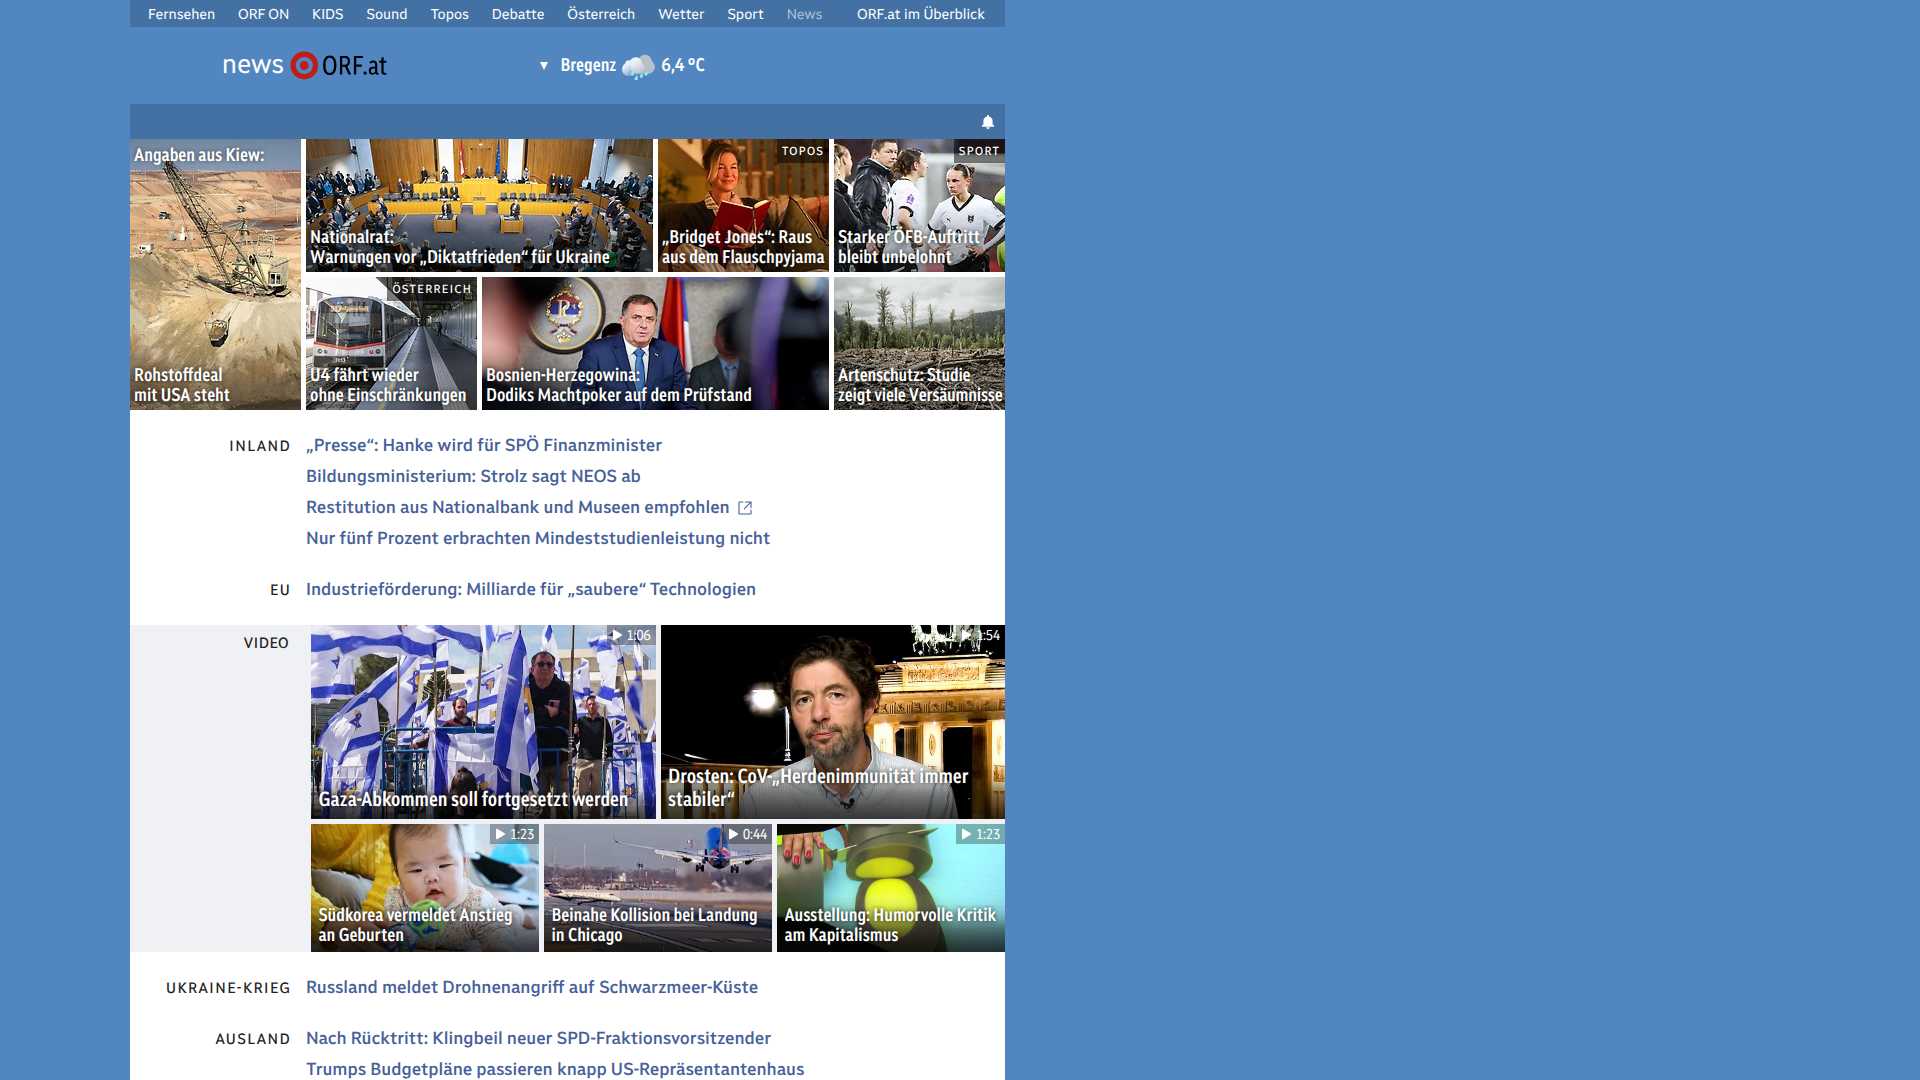 Fernsehen ORF ON KIDS Sound Topos Debatte Österreich Wetter Sport News ORF.at im Überblick
news ORF.at
Bregenz 6,4 °C
Angaben aus Kiew:
Rohstoffdeal
mit USA steht
Nationalrat:
Warnungen vor „Diktatfrieden“ für Ukraine
TOPOS
„Bridget Jones“: Raus
aus dem Flauschpyjama
SPORT
Starker ÖFB-Auftritt
bleibt unbelohnt
ÖSTERREICH
U4 fährt wieder
ohne Einschränkungen
Bosnien-Herzegowina:
Dodiks Machtpoker auf dem Prüfstand
Artenschutz: Studie
zeigt viele Versäumnisse
INLAND
„Presse“: Hanke wird für SPÖ Finanzminister
Bildungsministerium: Strolz sagt NEOS ab
Restitution aus Nationalbank und Museen empfohlen
Nur fünf Prozent erbrachten Mindeststudienleistung nicht
EU
Industrieförderung: Milliarde für „saubere“ Technologien
VIDEO
1:06
Gaza-Abkommen soll fortgesetzt werden
1:54
Drosten: CoV-„Herdenimmunität immer
stabiler“
1:23
Südkorea vermeldet Anstieg
an Geburten
0:44
Beinahe Kollision bei Landung
in Chicago
1:23
Ausstellung: Humorvolle Kritik
am Kapitalismus
UKRAINE-KRIEG
Russland meldet Drohnenangriff auf Schwarzmeer-Küste
AUSLAND
Nach Rücktritt: Klingbeil neuer SPD-Fraktionsvorsitzender
Trumps Budgetpläne passieren knapp US-Repräsentantenhaus